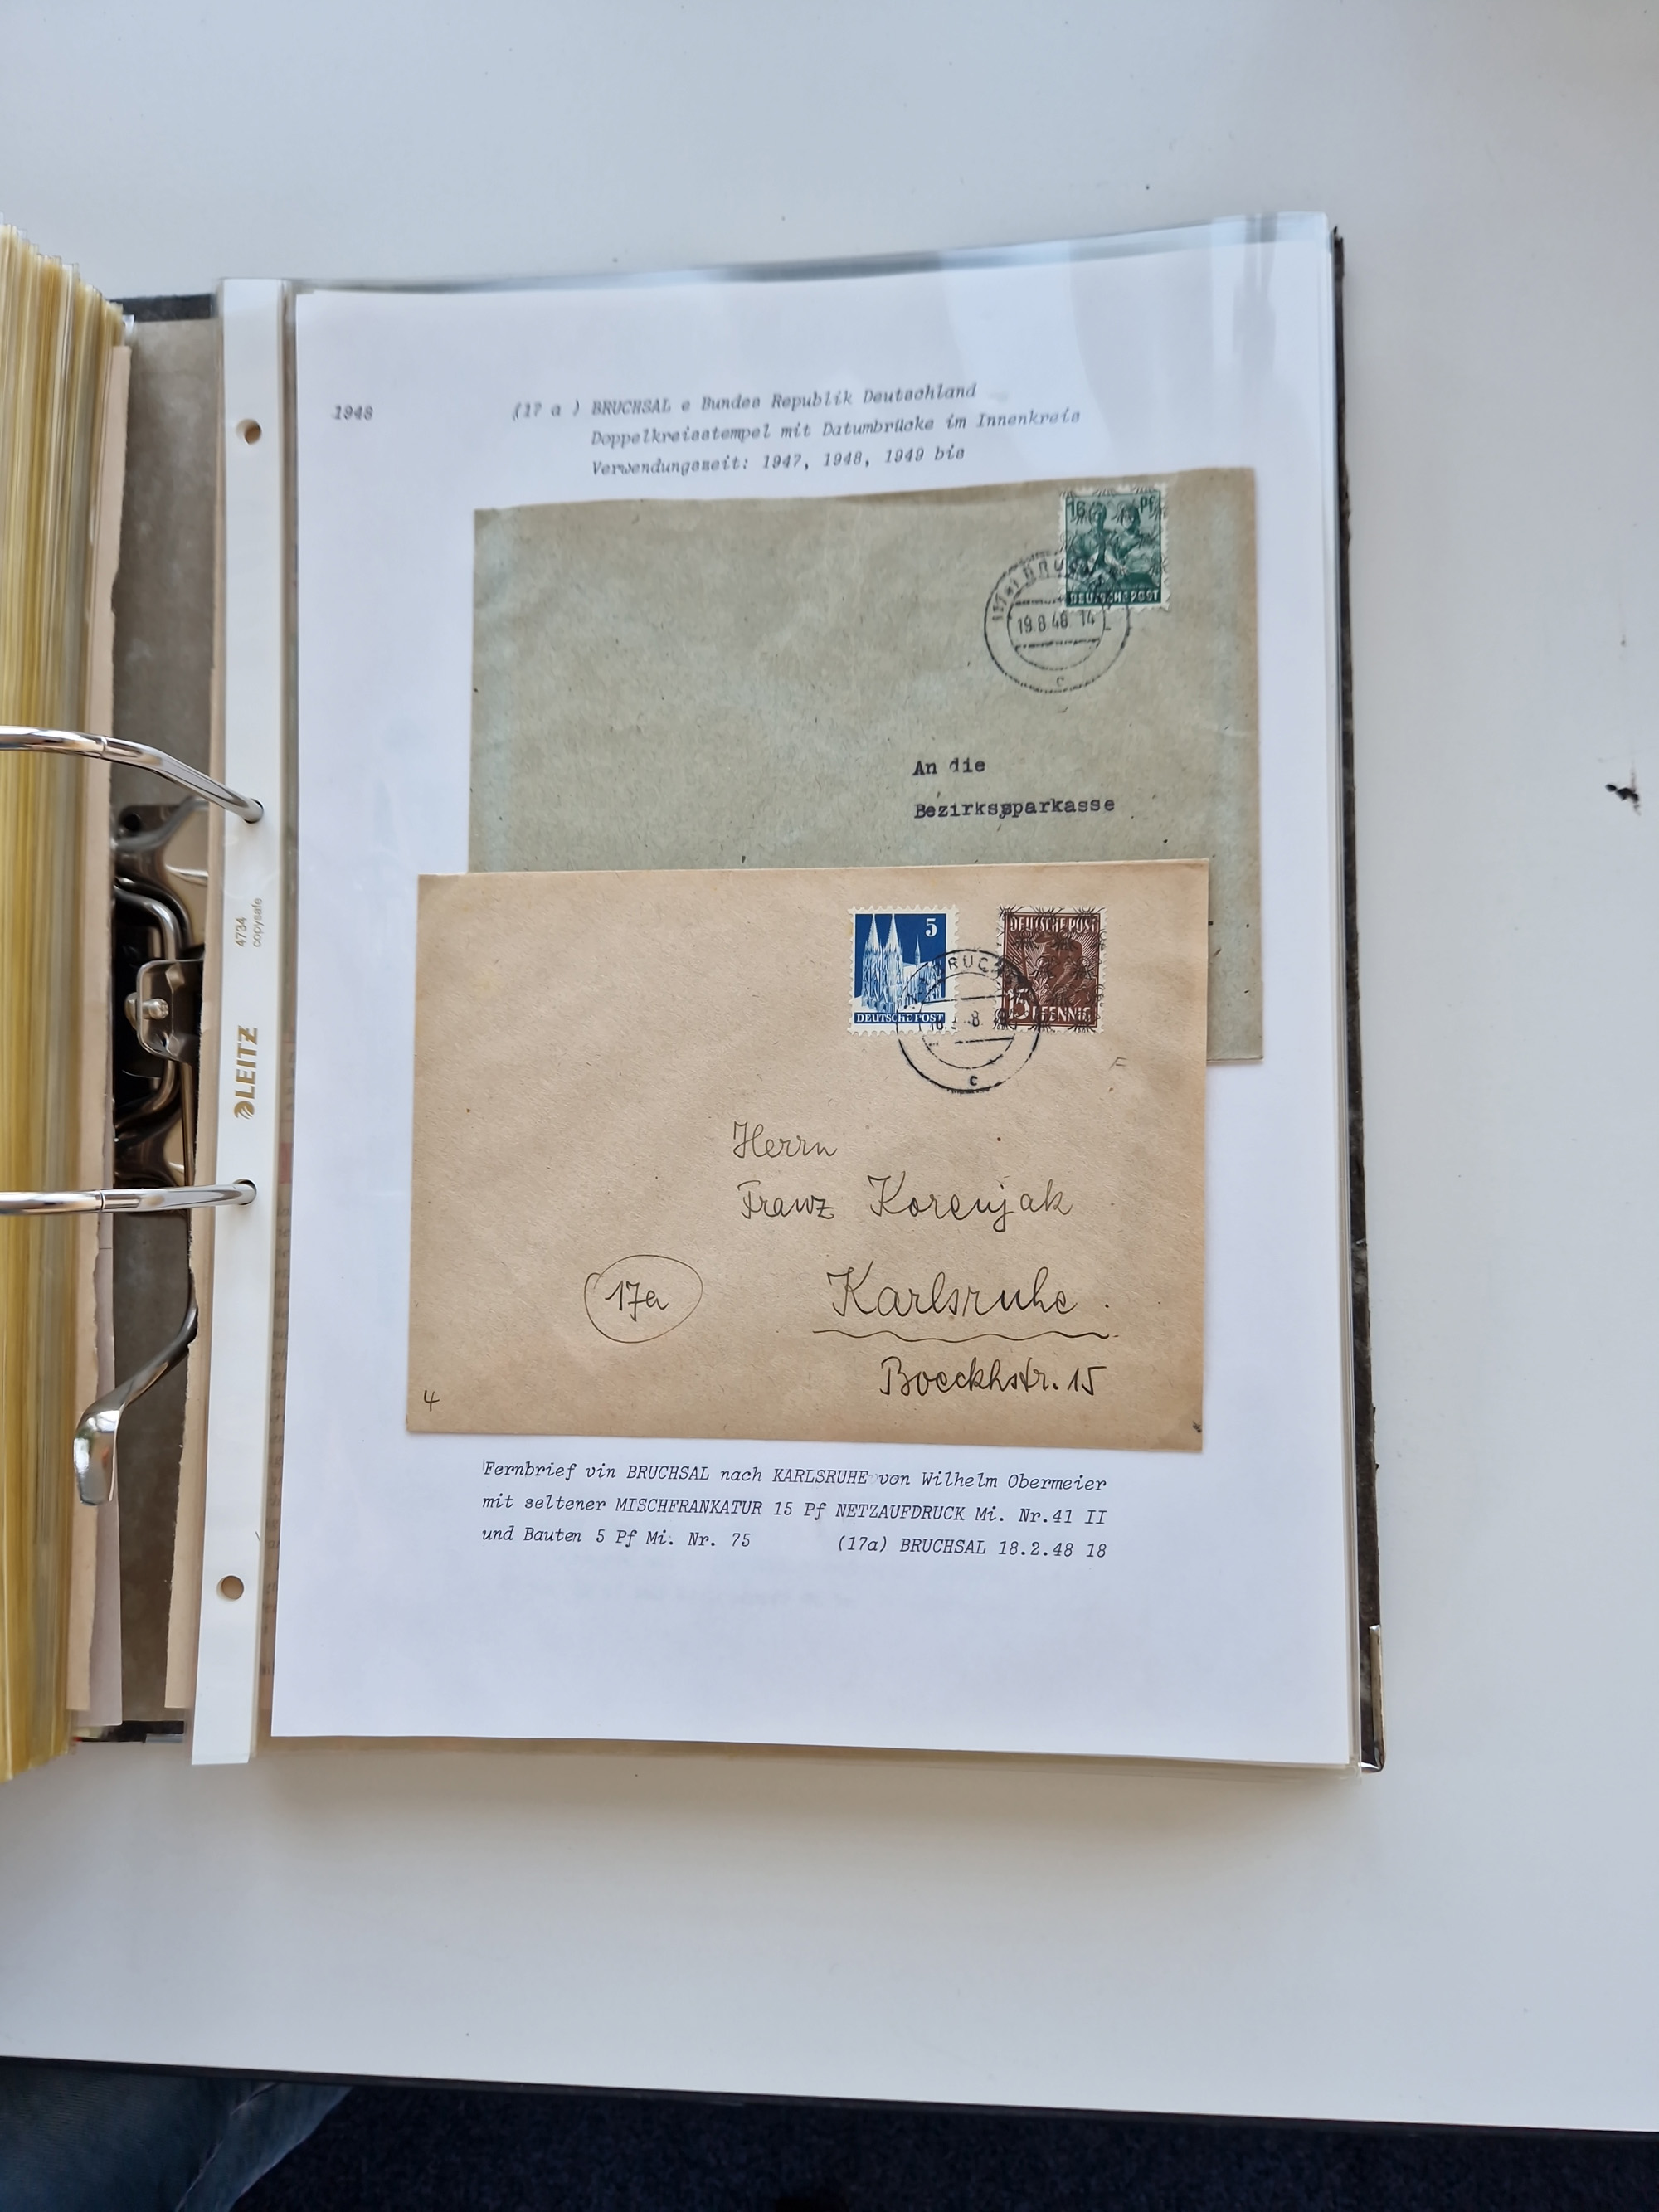 1948
(17 a ) BRUCHSAL c Bundes Republik Deutschland
Doppelkreisstempel mit Datumbrücke im Innenkreis
Verwendungszeit: 1947, 1948, 1949 bis
16 Pf
DEUTSCHE POST
19.8.48 14
c
An die
Bezirkssparkasse
5
DEUTSCHE POST
DEUTSCHE POST
15 PFENNIG
BRUCHS
c
F
Herrn
Franz Korenjak
17a
Karlsruhe.
Boeckhstr. 15
4
Fernbrief vin BRUCHSAL nach KARLSRUHE von Wilhelm Obermeier
mit seltener MISCHFRANKATUR 15 Pf NETZAUFDRUCK Mi. Nr.41 II
und Bauten 5 Pf Mi. Nr. 75 (17a) BRUCHSAL 18.2.48 18
4734
copysafe
LEITZ